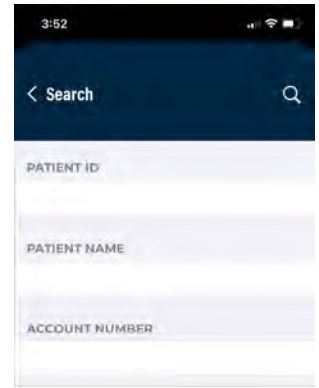 3:52
Search
PATIENT ID
PATIENT NAME
ACCOUNT NUMBER